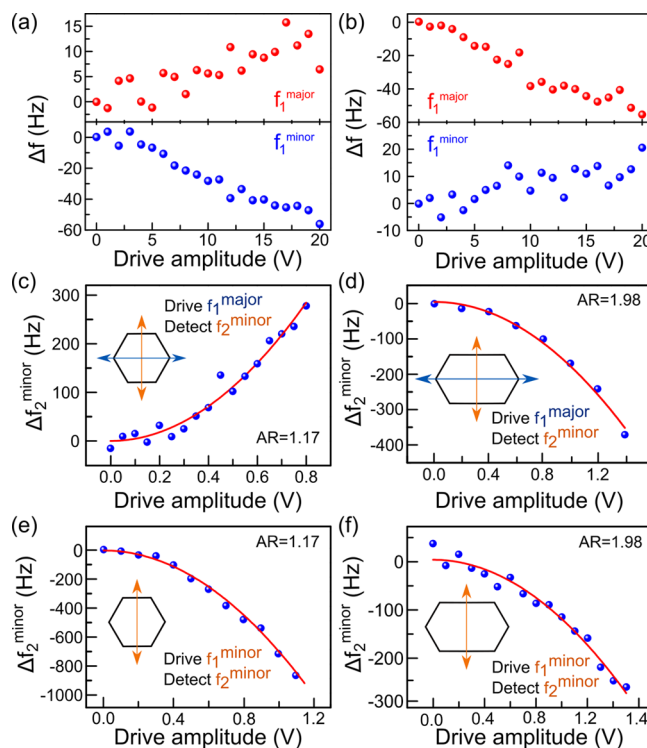 (a)
15
10
5
0
f₁ᵐᵃʲᵒʳ
0
-20
-40
-60
f₁ᵐⁱⁿᵒʳ
Δf (Hz)
0 5 10 15 20
Drive amplitude (V)
(b)
0
-20
-40
-60
f₁ᵐᵃʲᵒʳ
20
10
0
-10
f₁ᵐⁱⁿᵒʳ
0 5 10 15 20
Drive amplitude (V)
(c)
300
200
100
0
Δf₂ᵐⁱⁿᵒʳ (Hz)
Drive f₁ᵐᵃʲᵒʳ
Detect f₂ᵐⁱⁿᵒʳ
AR=1.17
0.0 0.2 0.4 0.6 0.8
Drive amplitude (V)
(d)
AR=1.98
0
-100
-200
-300
-400
Δf₂ᵐⁱⁿᵒʳ (Hz)
Drive f₁ᵐᵃʲᵒʳ
Detect f₂ᵐⁱⁿᵒʳ
0.0 0.4 0.8 1.2
Drive amplitude (V)
(e)
AR=1.17
0
-200
-400
-600
-800
-1000
Δf₂ᵐⁱⁿᵒʳ (Hz)
Drive f₁ᵐⁱⁿᵒʳ
Detect f₂ᵐⁱⁿᵒʳ
0.0 0.4 0.8 1.2
Drive amplitude (V)
(f)
AR=1.98
0
-100
-200
-300
Δf₂ᵐⁱⁿᵒʳ (Hz)
Drive f₁ᵐⁱⁿᵒʳ
Detect f₂ᵐⁱⁿᵒʳ
0.0 0.4 0.8 1.2 1.4
Drive amplitude (V)